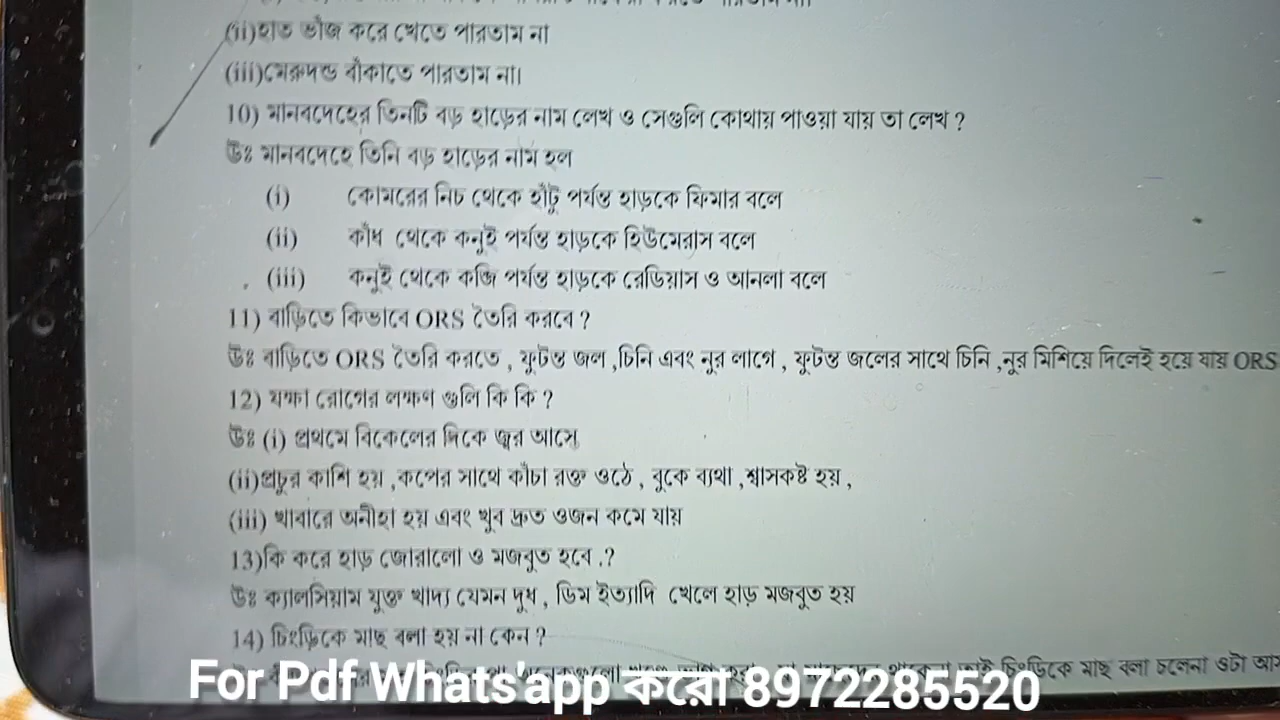 (ii)হাত ভাঁজ করে খেতে পারতাম না
(iii)মেরুদন্ড বাঁকাতে পারতাম না।
10) মানবদেহের তিনটি বড় হাড়ের নাম লেখ ও সেগুলি কোথায় পাওয়া যায় তা লেখ ?
উঃ মানবদেহে তিনি বড় হাড়ের নাম হল
(i) কোমরের নিচ থেকে হাঁটু পর্যন্ত হাড়কে ফিমার বলে
(ii) কাঁধ থেকে কনুই পর্যন্ত হাড়কে হিউমেরাস বলে
(iii) কনুই থেকে কব্জি পর্যন্ত হাড়কে রেডিয়াস ও আনলা বলে
11) বাড়িতে কিভাবে ORS তৈরি করবে ?
উঃ বাড়িতে ORS তৈরি করতে , ফুটন্ত জল ,চিনি এবং নুর লাগে , ফুটন্ত জলের সাথে চিনি ,নুর মিশিয়ে দিলেই হয়ে যায় ORS
12) যক্ষা রোগের লক্ষণ গুলি কি কি ?
উঃ (i) প্রথমে বিকেলের দিকে জ্বর আসে
(ii)প্রচুর কাশি হয় ,কপের সাথে কাঁচা রক্ত ওঠে , বুকে ব্যথা ,শ্বাসকষ্ট হয় ,
(iii) খাবারে অনীহা হয় এবং খুব দ্রুত ওজন কমে যায়
13)কি করে হাড় জোরালো ও মজবুত হবে .?
উঃ ক্যালসিয়াম যুক্ত খাদ্য যেমন দুধ , ডিম ইত্যাদি খেলে হাড় মজবুত হয়
14) চিংড়িকে মাছ বলা হয় না কেন ?
চিংড়িকে মাছ বলা চলেনা ওটা
For Pdf Whats'app করো 8972285520